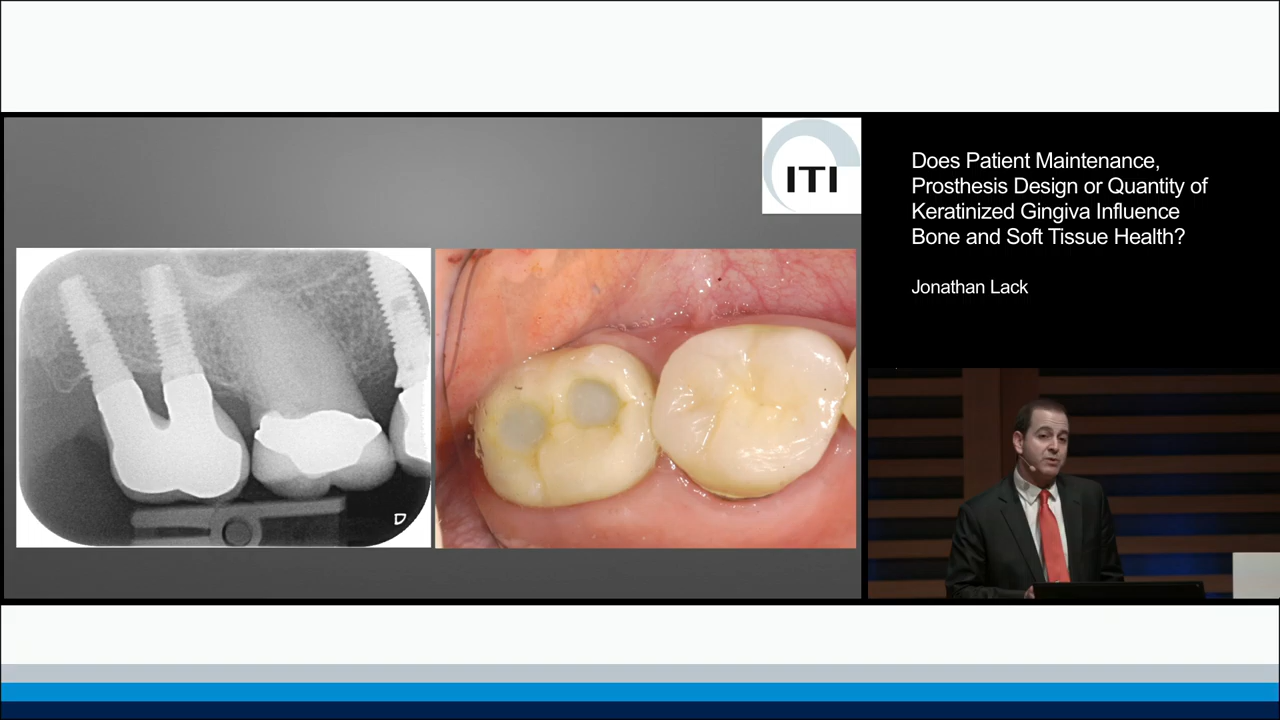 ITI
Does Patient Maintenance,
Prosthesis Design or Quantity of
Keratinized Gingiva Influence
Bone and Soft Tissue Health?
Jonathan Lack
D